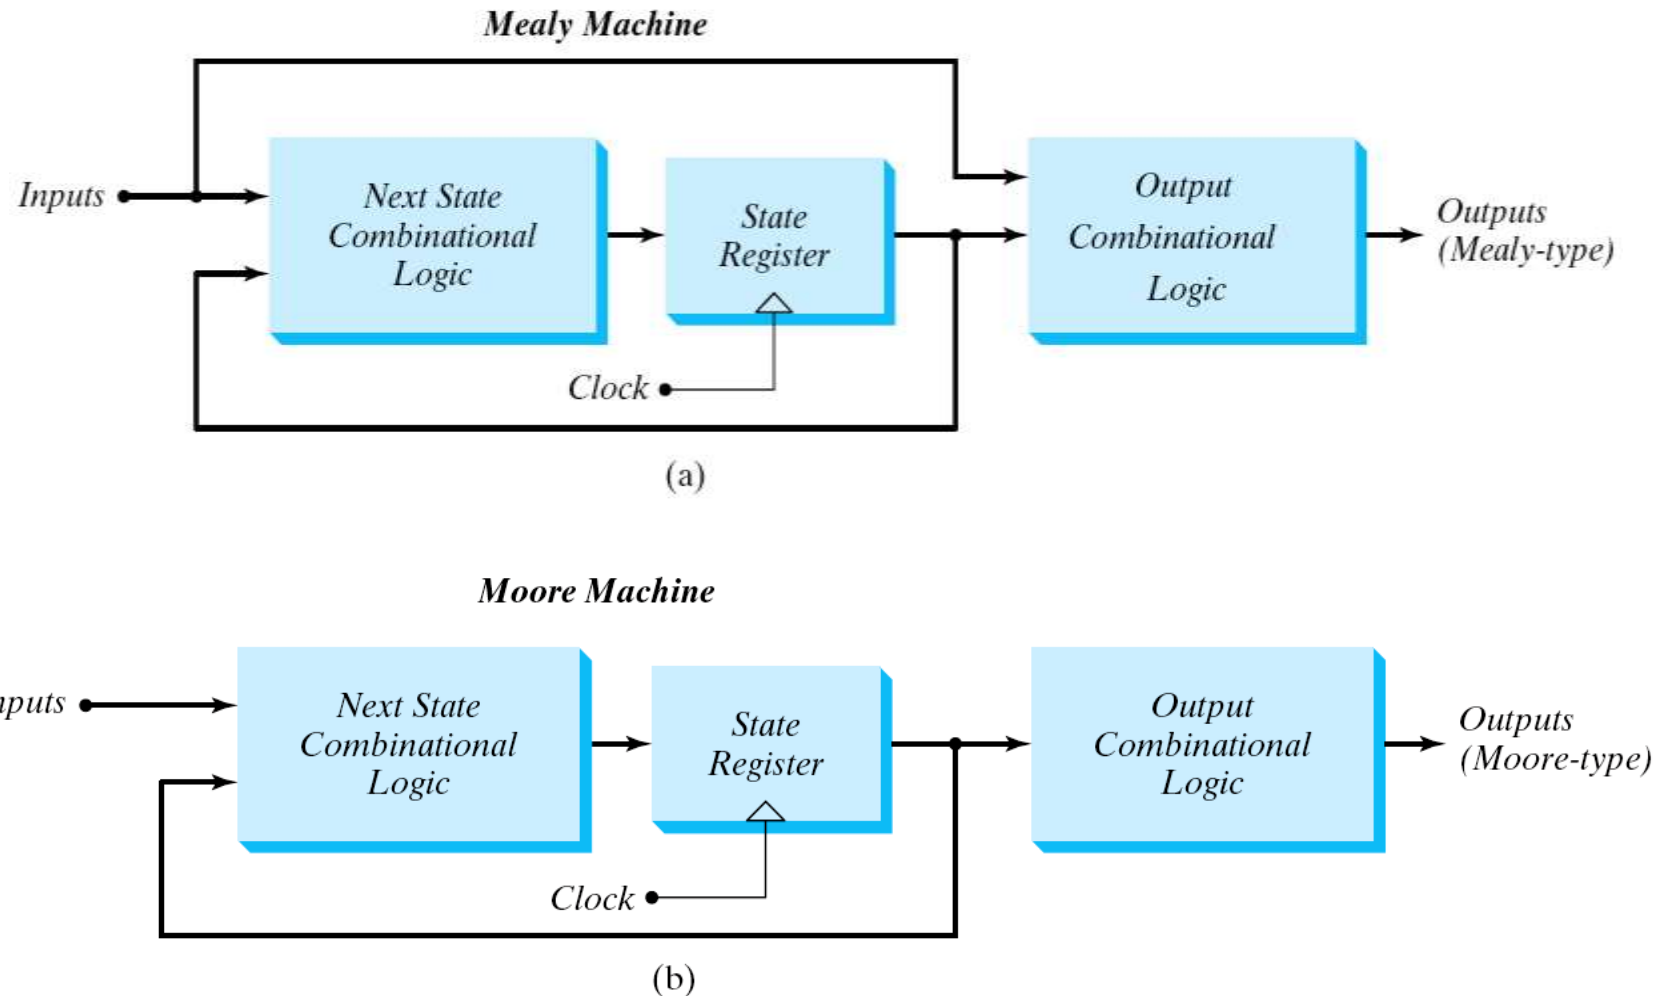 Mealy Machine
Inputs
Next State
Combinational
Logic
State
Register
Clock
Output
Combinational
Logic
Outputs
(Mealy-type)
(a)
Moore Machine
nputs
Next State
Combinational
Logic
State
Register
Clock
Output
Combinational
Logic
Outputs
(Moore-type)
(b)